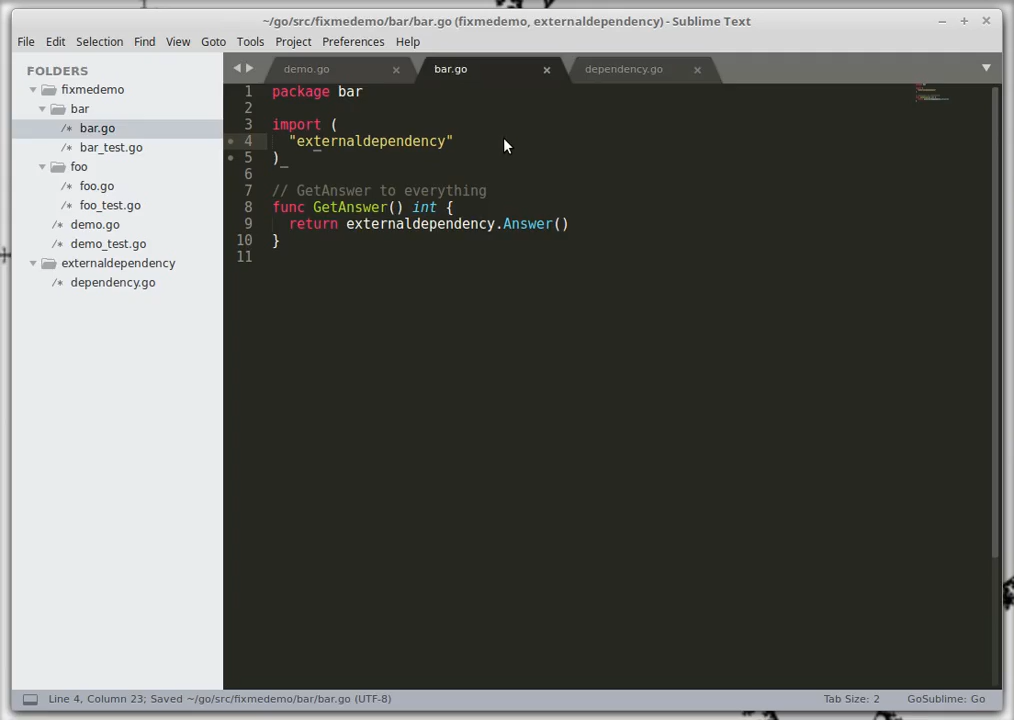 ~/go/src/fixmedemo/bar/bar.go (fixmedemo, externaldependency) - Sublime Text
File Edit Selection Find View Goto Tools Project Preferences Help
FOLDERS
fixmedemo
bar
/* bar.go
/* bar_test.go
foo
/* foo.go
/* foo_test.go
/* demo.go
/* demo_test.go
externaldependency
/* dependency.go
demo.go × bar.go × dependency.go ×
1 package bar
2
3 import (
4 "externaldependency"
5 )
6
7 // GetAnswer to everything
8 func GetAnswer() int {
9 return externaldependency.Answer()
10 }
11
Line 4, Column 23; Saved ~/go/src/fixmedemo/bar/bar.go (UTF-8) Tab Size: 2 GoSublime: Go